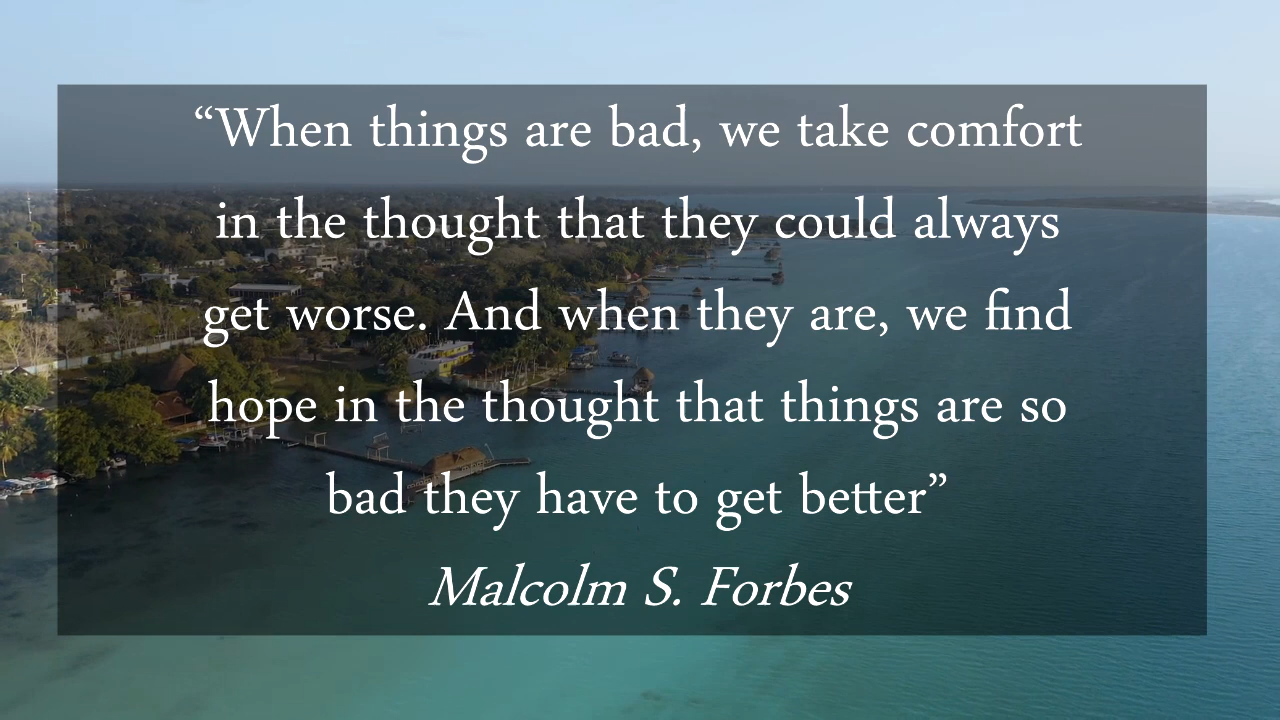 “When things are bad, we take comfort
in the thought that they could always
get worse. And when they are, we find
hope in the thought that things are so
bad they have to get better”
Malcolm S. Forbes